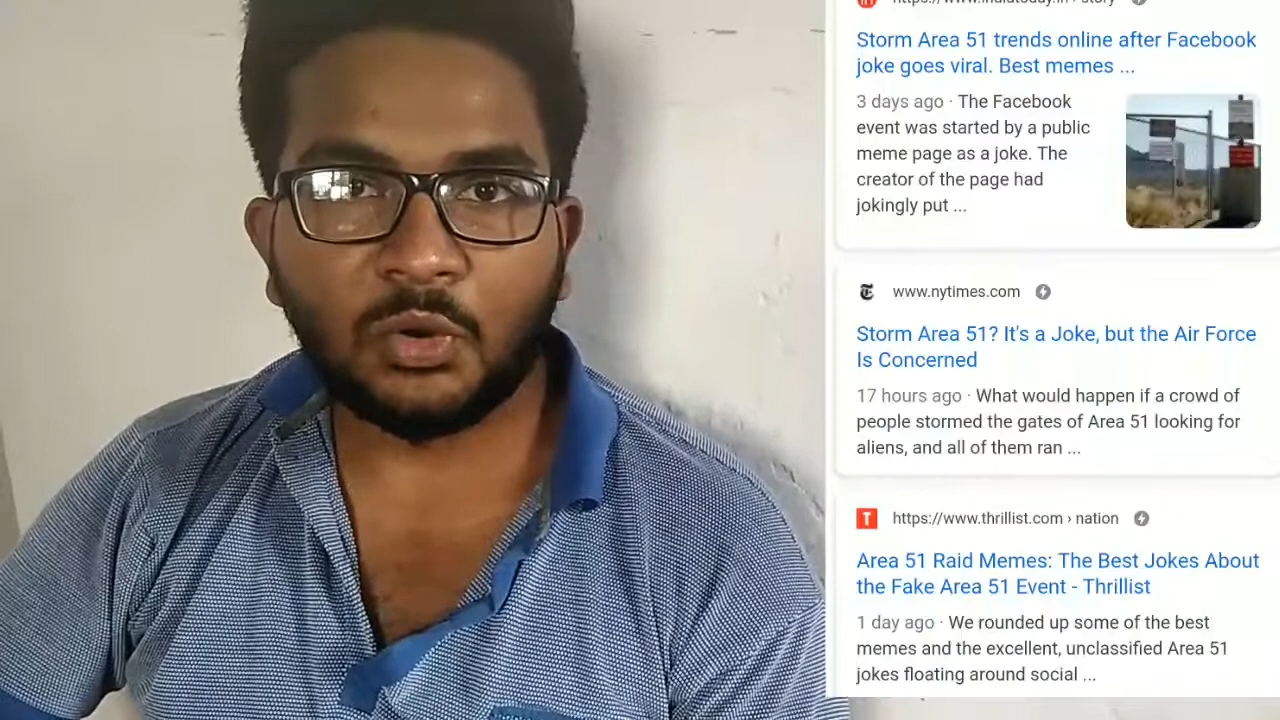 Storm Area 51 trends online after Facebook
joke goes viral. Best memes ...
3 days ago · The Facebook
event was started by a public
meme page as a joke. The
creator of the page had
jokingly put ...
www.nytimes.com
Storm Area 51? It's a Joke, but the Air Force
Is Concerned
17 hours ago · What would happen if a crowd of
people stormed the gates of Area 51 looking for
aliens, and all of them ran ...
T
https://www.thrillist.com › nation
Area 51 Raid Memes: The Best Jokes About
the Fake Area 51 Event - Thrillist
1 day ago · We rounded up some of the best
memes and the excellent, unclassified Area 51
jokes floating around social ...